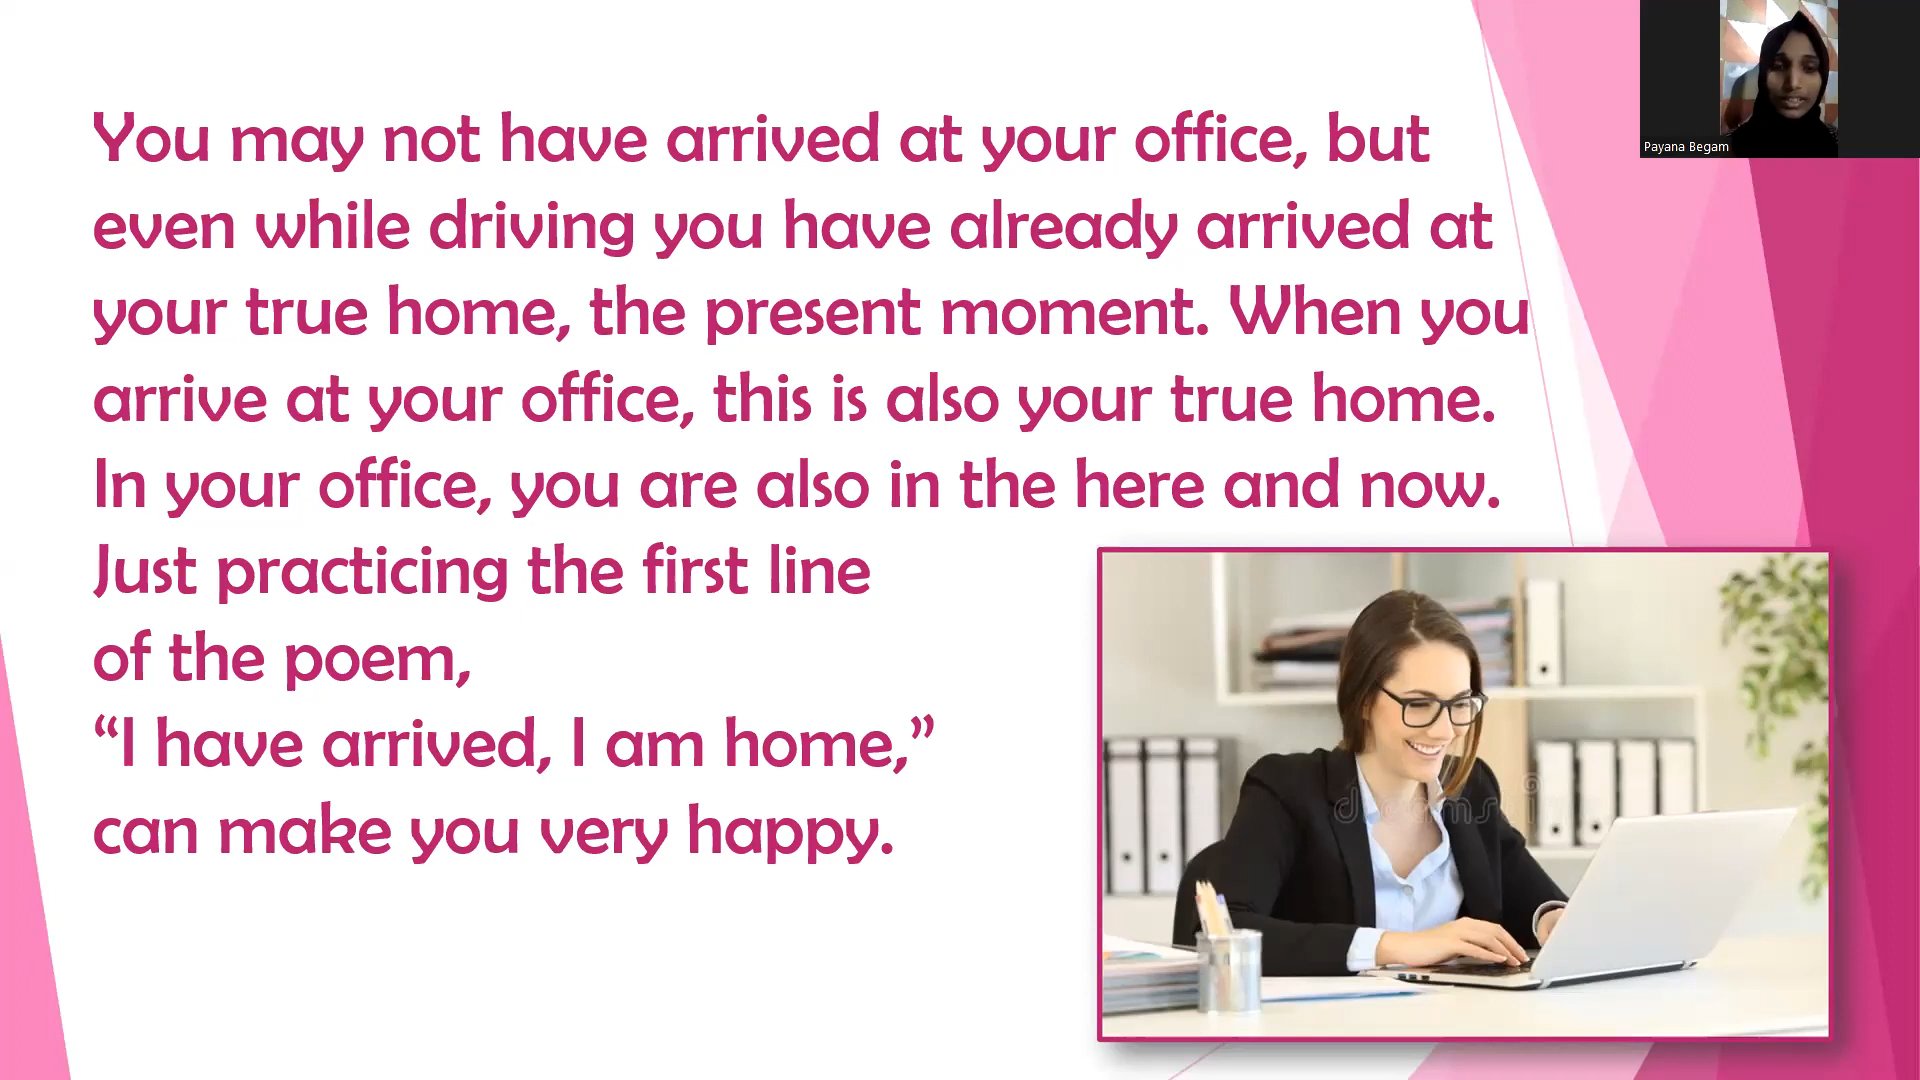 You may not have arrived at your office, but
even while driving you have already arrived at
your true home, the present moment. When you
arrive at your office, this is also your true home.
In your office, you are also in the here and now.
Just practicing the first line
of the poem,
“I have arrived, I am home,”
can make you very happy.
Payana Begam